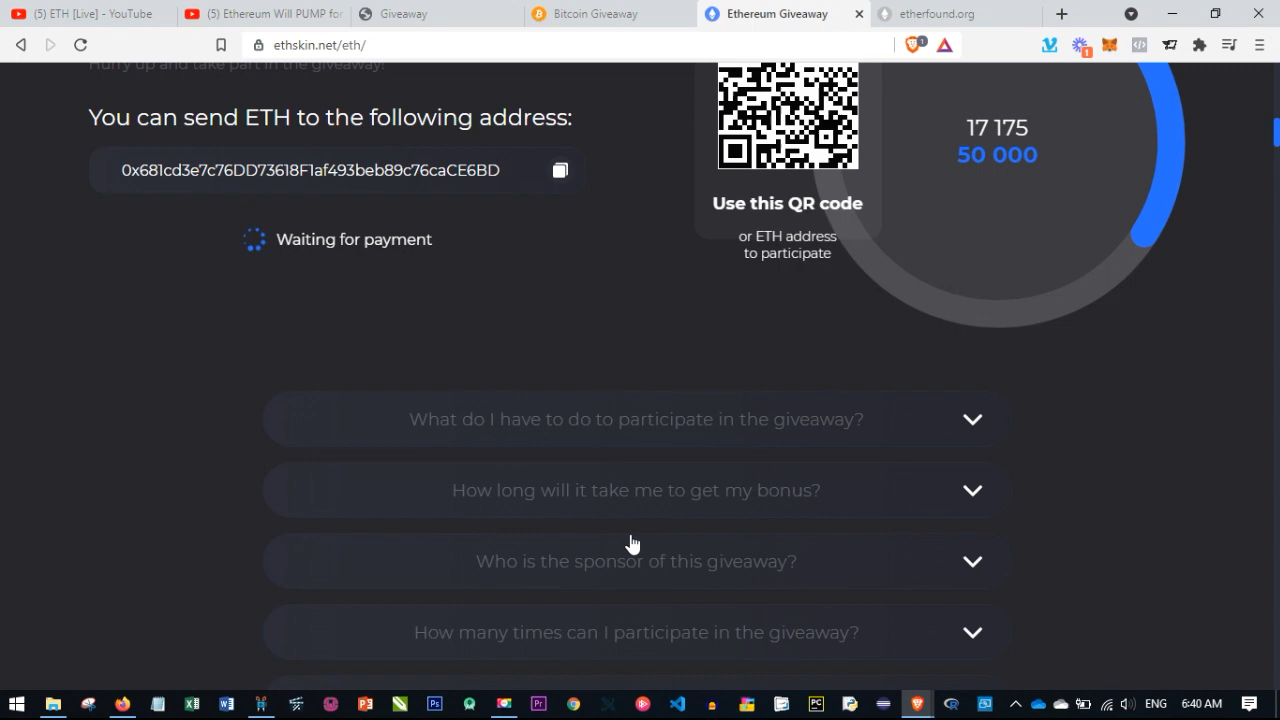 (5) ETH [Live] - YouTube
(5) Ethereum Will PUMP for
Giveaway
Bitcoin Giveaway
Ethereum Giveaway
etherfound.org
ethskin.net/eth/
1
1
Hurry up and take part in the giveaway!
You can send ETH to the following address:
0x681cd3e7c76DD73618F1af493beb89c76caCE6BD
Waiting for payment
Use this QR code
or ETH address
to participate
17 175
50 000
What do I have to do to participate in the giveaway?
How long will it take me to get my bonus?
Who is the sponsor of this giveaway?
How many times can I participate in the giveaway?
ENG
6:40 AM